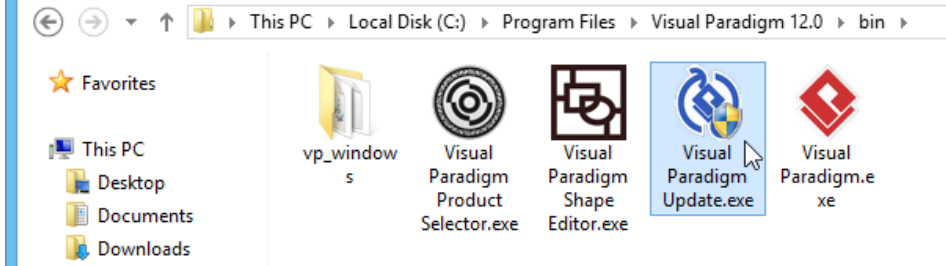 This PC Local Disk (C:) Program Files Visual Paradigm 12.0 bin
Favorites
This PC
Desktop
Documents
Downloads
vp_window
s
Visual
Paradigm
Product
Selector.exe
Visual
Paradigm
Shape
Editor.exe
Visual
Paradigm
Update.exe
Visual
Paradigm.e
xe